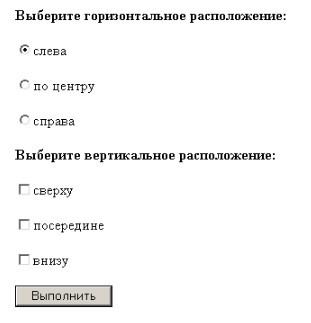 Выберите горизонтальное расположение:
слева
по центру
справа
Выберите вертикальное расположение:
сверху
посередине
внизу
Выполнить